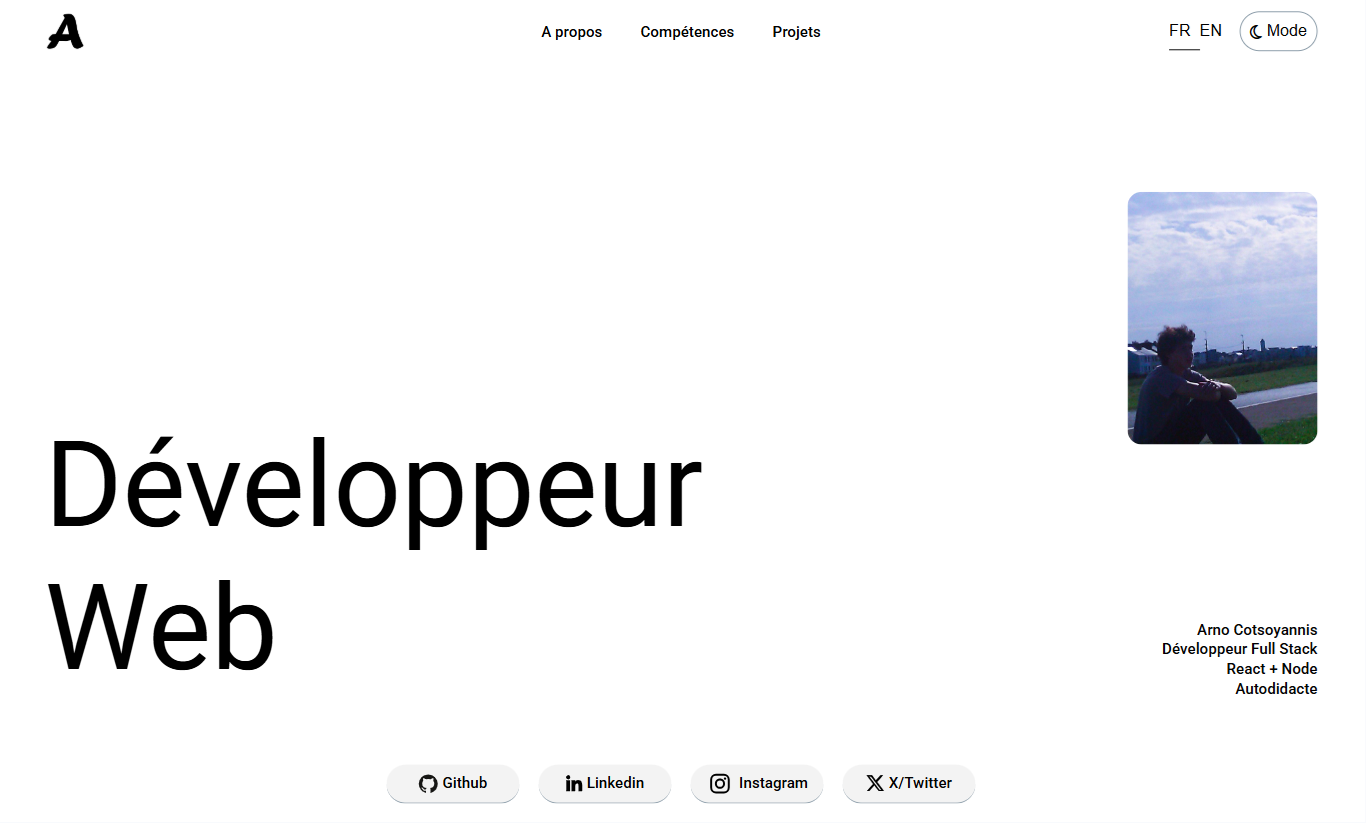 A
A propos
Compétences
Projets
FR EN
Mode
Développeur
Web
Arno Cotsoyannis
Développeur Full Stack
React + Node
Autodidacte
Github
in Linkedin
Instagram
X X/Twitter